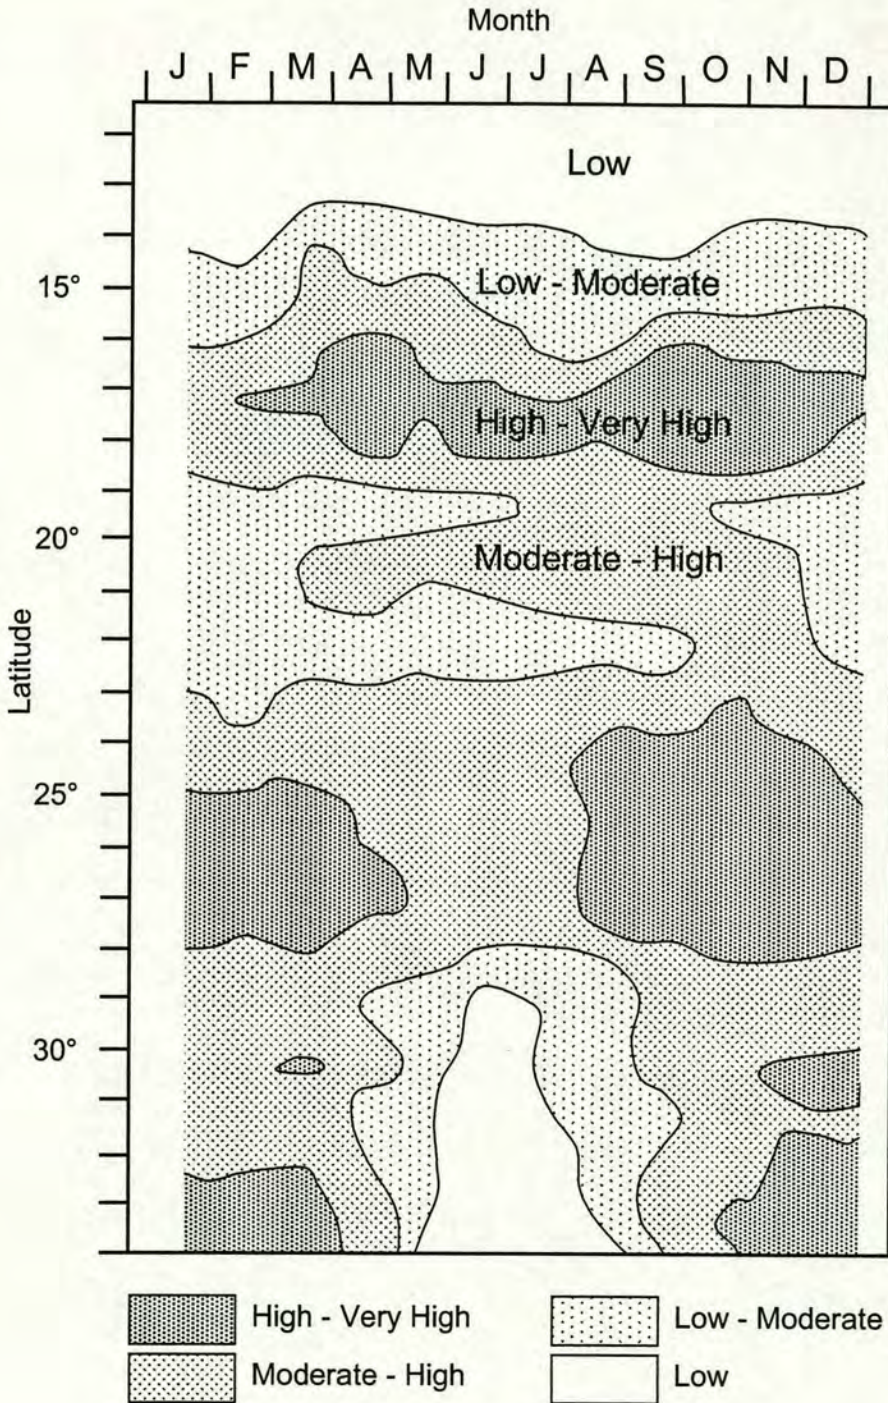 Month
J F M A M J J A S O N D
Low
Low - Moderate
15°
High - Very High
20°
Moderate - High
Latitude
25°
30°
High - Very High
Low - Moderate
Moderate - High
Low